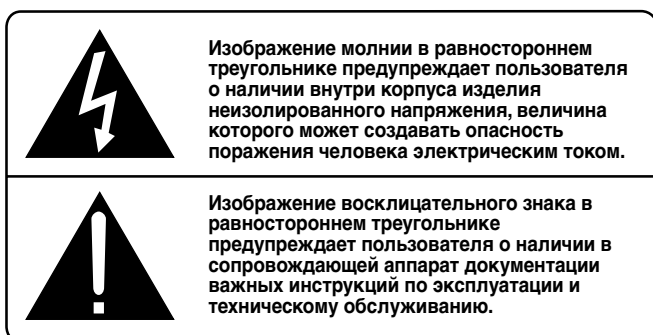 Изображение молнии в равностороннем
треугольнике предупреждает пользователя
о наличии внутри корпуса изделия
неизолированного напряжения, величина
которого может создавать опасность
поражения человека электрическим током.
Изображение восклицательного знака в
равностороннем треугольнике
предупреждает пользователя о наличии в
сопровождающей аппарат документации
важных инструкций по эксплуатации и
техническому обслуживанию.